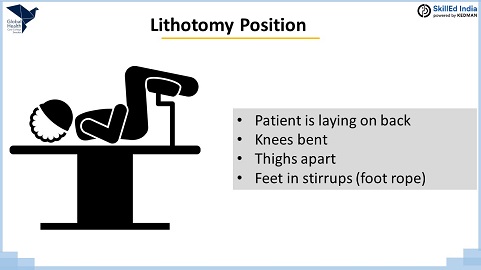 Lithotomy Position
SkillEd India
powered by KEDMAN
Global
Health
• Patient is laying on back
• Knees bent
• Thighs apart
• Feet in stirrups (foot rope)